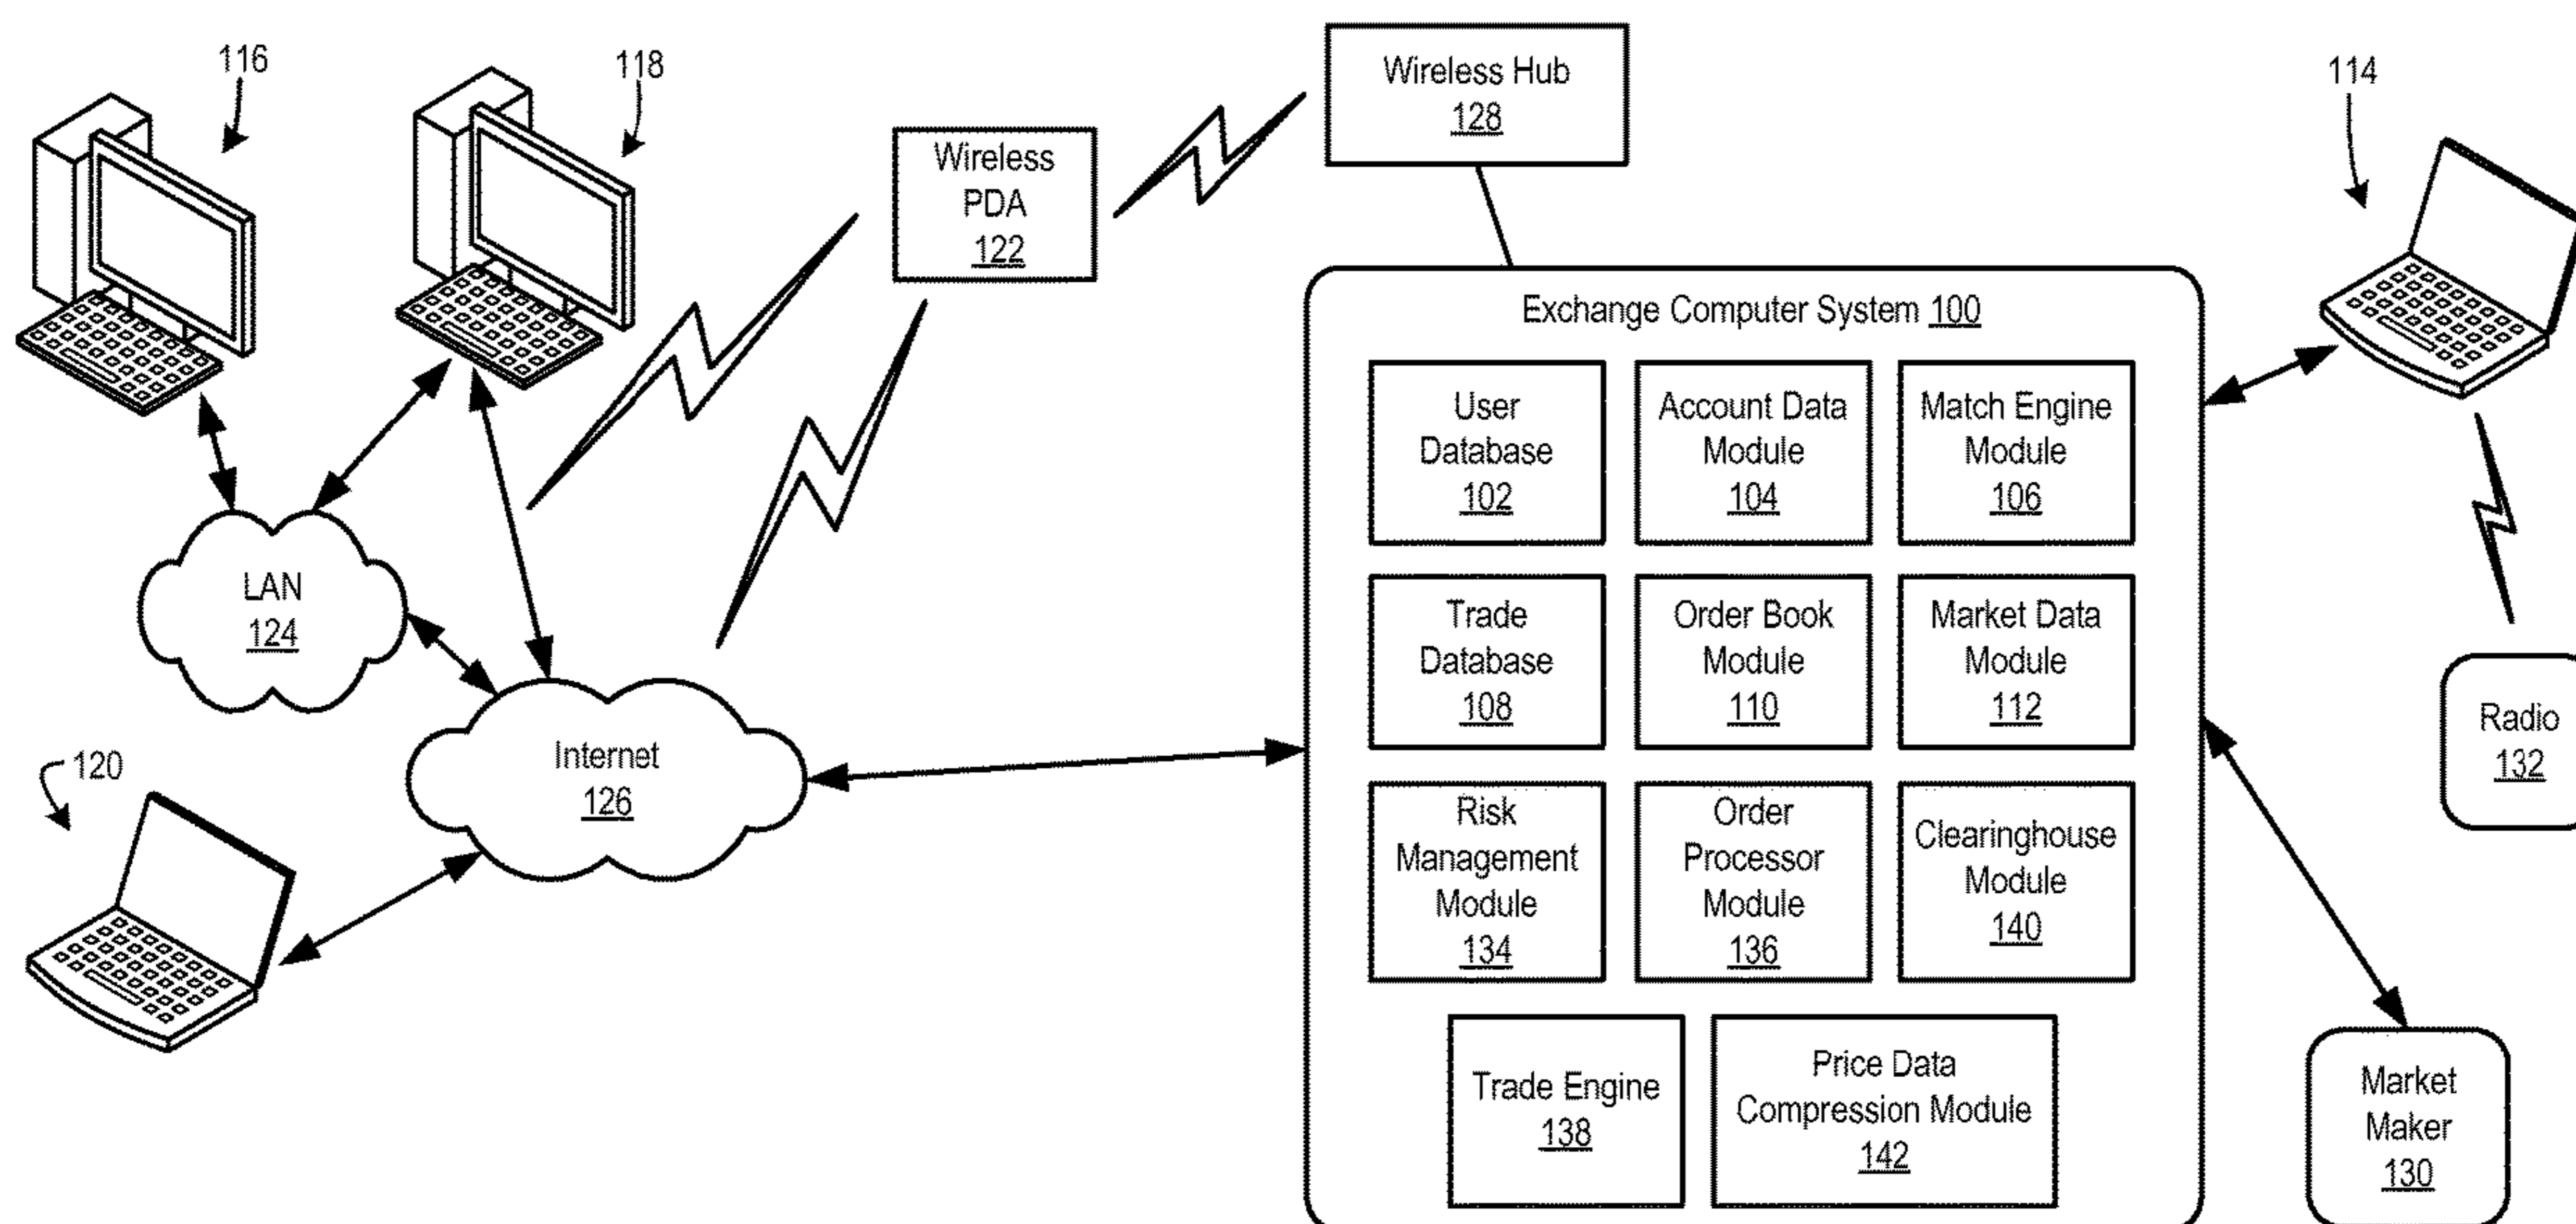 116
118
Wireless Hub
128
114
Wireless
PDA
122
Exchange Computer System 100
User
Database
102
Account Data
Module
104
Match Engine
Module
106
LAN
124
Trade
Database
108
Order Book
Module
110
Market Data
Module
112
Radio
132
120
Internet
126
Risk
Management
Module
134
Order
Processor
Module
136
Clearinghouse
Module
140
Trade Engine
138
Price Data
Compression Module
142
Market
Maker
130